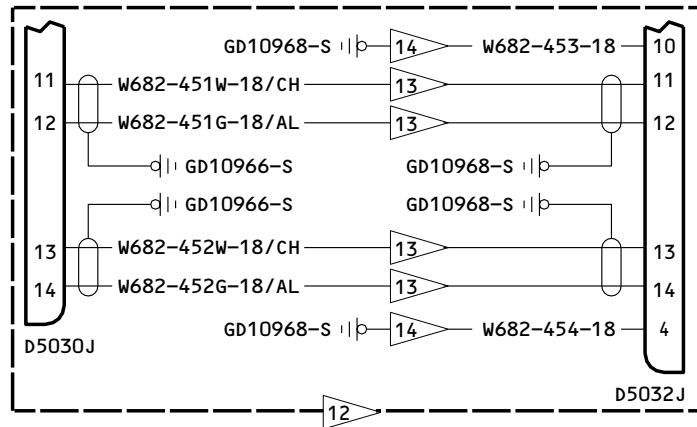 GD10968-S 14 W682-453-18 10
11 W682-451W-18/CH 13 11
12 W682-451G-18/AL 13 12
GD10966-S GD10968-S
GD10966-S GD10968-S
13 W682-452W-18/CH 13 13
14 W682-452G-18/AL 13 14
GD10968-S 14 W682-454-18 4
D5030J
D5032J
12